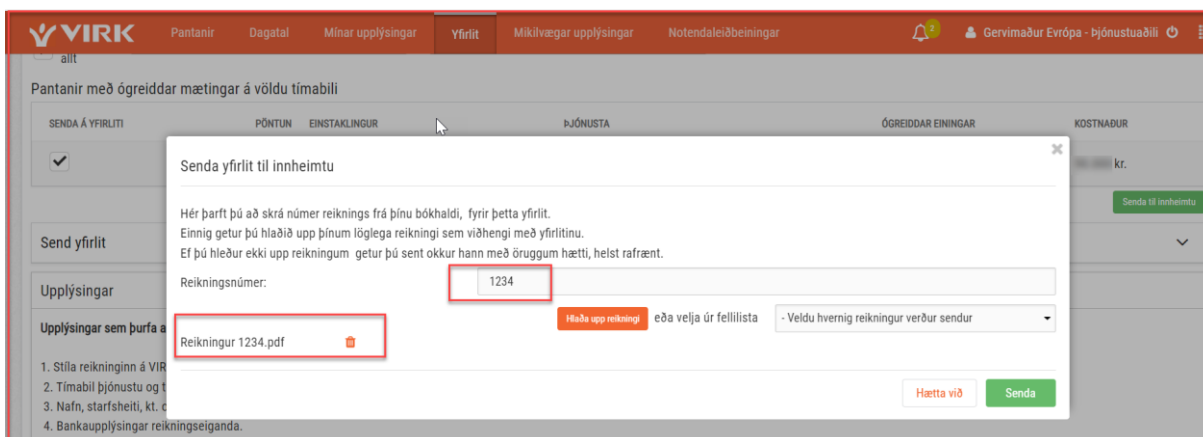 VIRK Pantanir Dagatal Mínar upplýsingar Yfirlit Mikilvægar upplýsingar Notendaleiðbeiningar 2 Gervimaður Evrópa - Þjónustuaðili
allt
Pantanir með ógreiddar mætingar á völdu tímabili
SENDA Á YFIRLITI PÖNTUN EINSTAKLINGUR ÞJÓNUSTA ÓGREIDDAR EININGAR KOSTNAÐUR
kr.
Senda til innheimtu
Senda yfirlit til innheimtu
Hér þarft þú að skrá númer reiknings frá þínu bókhaldi, fyrir þetta yfirlit.
Einnig getur þú hlaðið upp þínum löglega reikningi sem viðhengi með yfirlitinu.
Ef þú hleður ekki upp reikningum getur þú sent okkur hann með öruggum hætti, helst rafrænt.
Reikningsnúmer: 1234
Hlaða upp reikningi eða velja úr fellilista - Veldu hvernig reikningur verður sendur
Reikningur 1234.pdf
Hætta við Senda
Send yfirlit
Upplýsingar
Upplýsingar sem þurfa a
1. Stíla reikninginn á VIR
2. Tímabil þjónustu og t
3. Nafn, starfsheiti, kt. o
4. Bankaupplýsingar reikningseiganda.